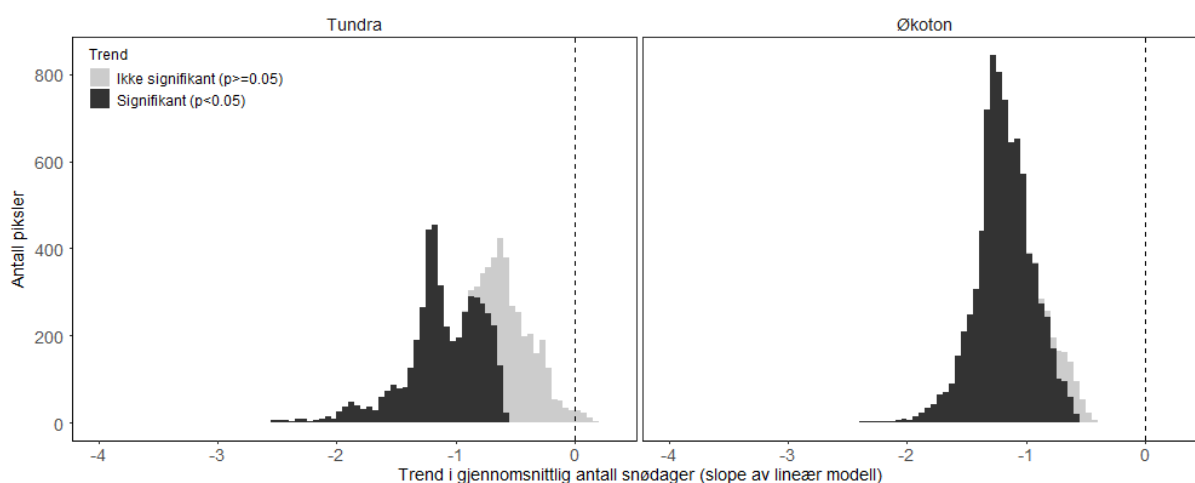 Tundra
Økoton
Trend
Ikke signifikant (p>=0.05)
Signifikant (p<0.05)
Antall piksler
800
600
400
200
0
-4 -3 -2 -1 0
-4 -3 -2 -1 0
Trend i gjennomsnittlig antall snødager (slope av lineær modell)